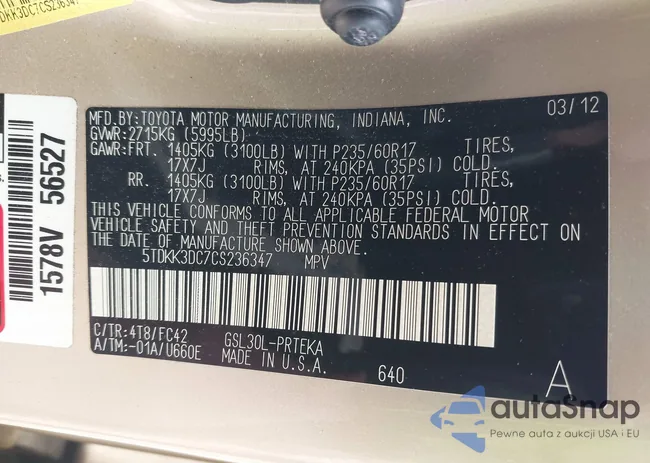 DKK3DC7CS23634
1578V 56527
MFD.BY:TOYOTA MOTOR MANUFACTURING, INDIANA, INC. 03/12
GVWR:2715KG (5995LB)
GAWR:FRT. 1405KG (3100LB) WITH P235/60R17 TIRES,
17X7J RIMS, AT 240KPA (35PSI) COLD.
RR. 1405KG (3100LB) WITH P235/60R17 TIRES,
17X7J RIMS, AT 240KPA (35PSI) COLD.
THIS VEHICLE CONFORMS TO ALL APPLICABLE FEDERAL MOTOR
VEHICLE SAFETY AND THEFT PREVENTION STANDARDS IN EFFECT ON
THE DATE OF MANUFACTURE SHOWN ABOVE.
5TDKK3DC7CS236347 MPV
C/TR:4T8/FC42 GSL30L-PRTEKA
A/TM:-01A/U660E MADE IN U.S.A.
640 A
autaSnap
Pewne auta z aukcji USA i EU